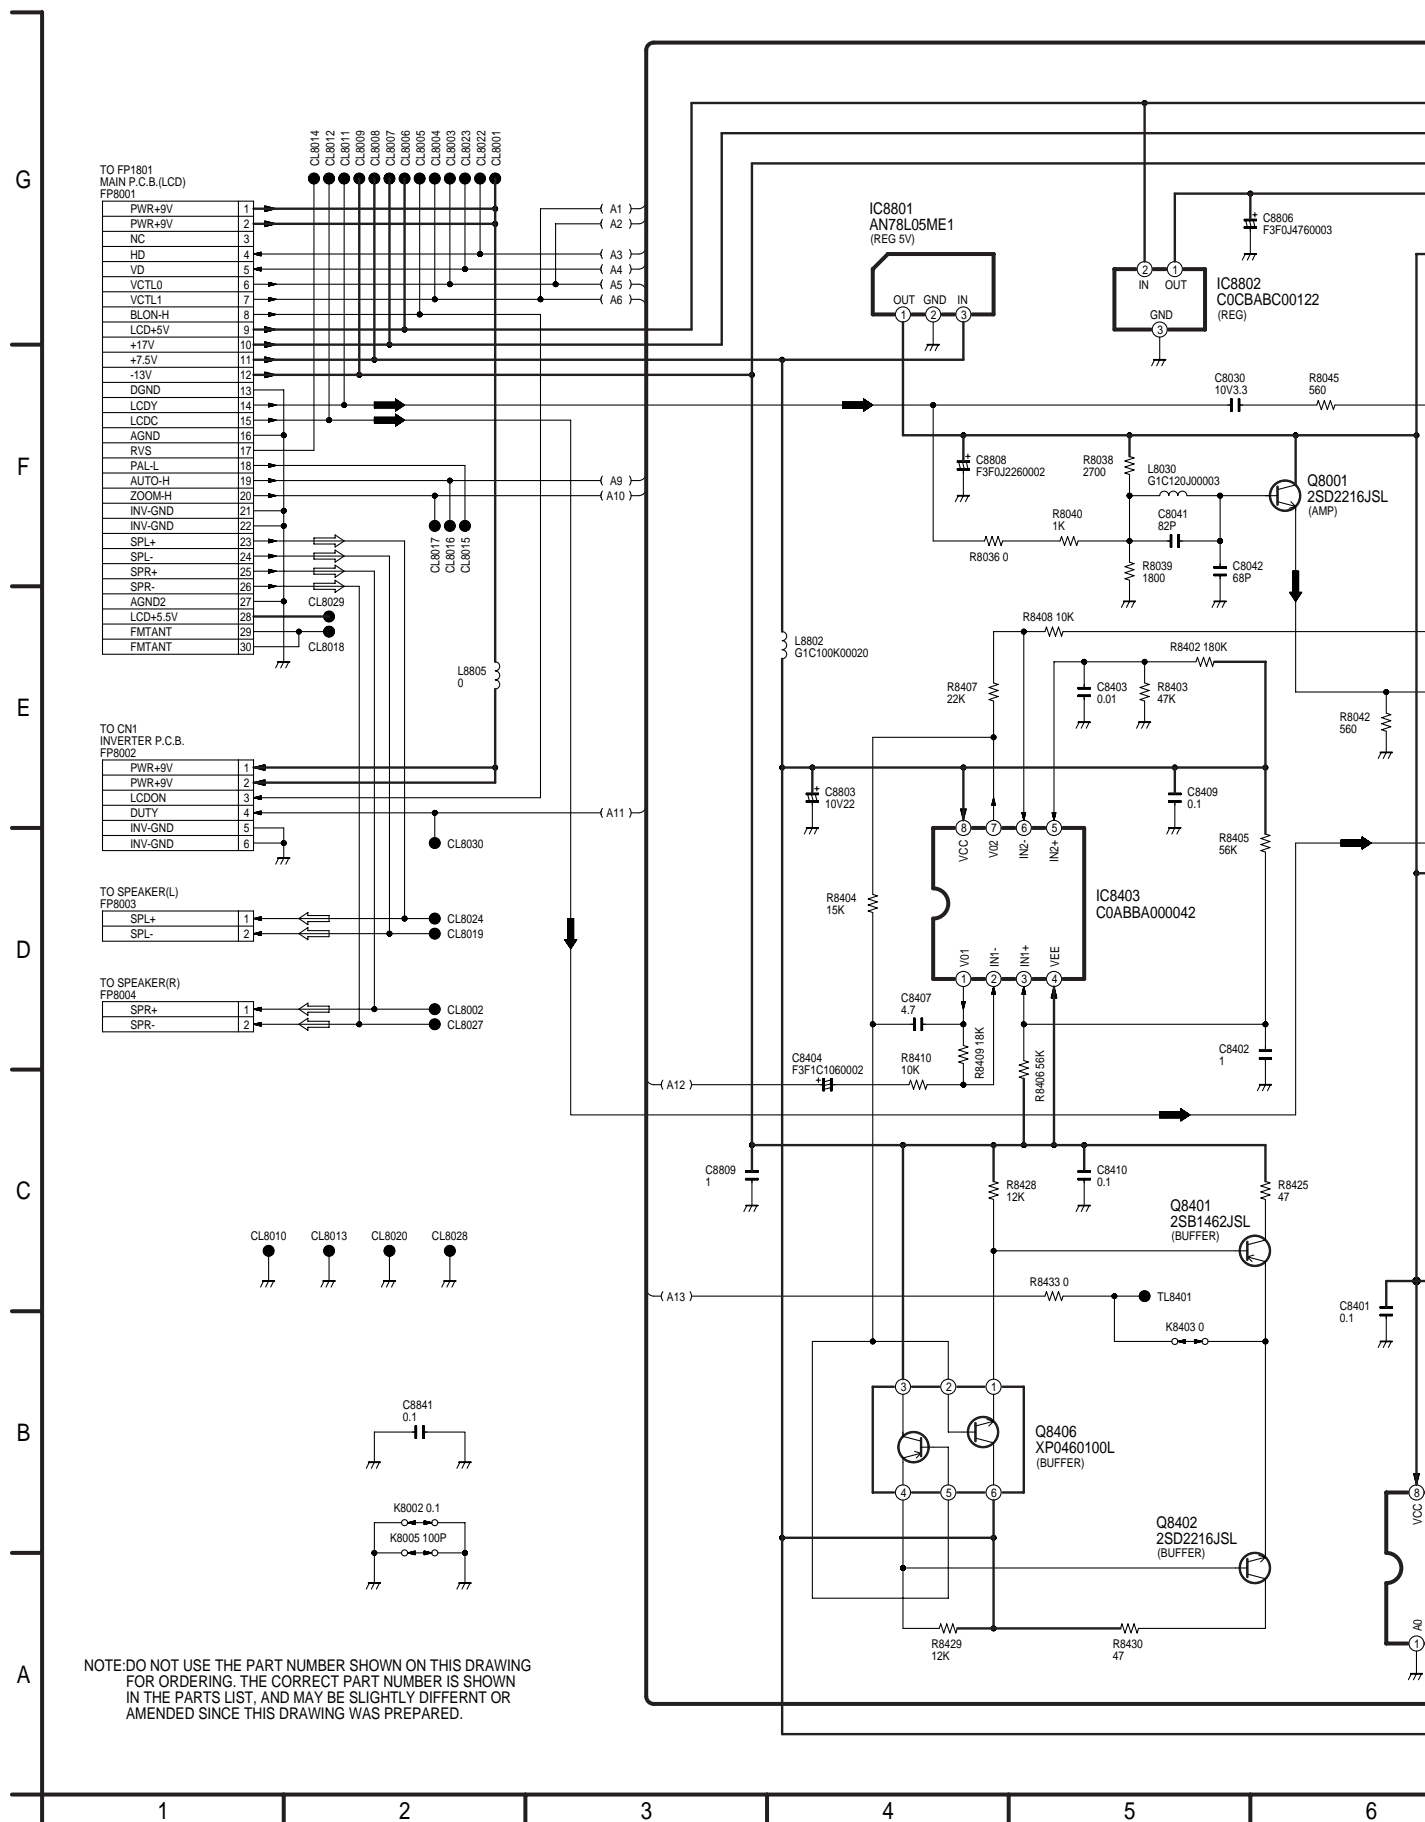 G
F
E
D
C
B
A
1
2
3
4
5
6
CL8014
CL8012
CL8011
CL8009
CL8008
CL8007
CL8006
CL8005
CL8004
CL8003
CL8023
CL8022
CL8001
TO FP1801
MAIN P.C.B.(LCD)
FP8001
PWR+9V 1
PWR+9V 2
NC 3
HD 4
VD 5
VCTL0 6
VCTL1 7
BLON-H 8
LCD+5V 9
+17V 10
+7.5V 11
-13V 12
DGND 13
LCDY 14
LCDC 15
AGND 16
RVS 17
PAL-L 18
AUTO-H 19
ZOOM-H 20
INV-GND 21
INV-GND 22
SPL+ 23
SPL- 24
SPR+ 25
SPR- 26
AGND2 27
LCD+5.5V 28
FMTANT 29
FMTANT 30
A1
A2
A3
A4
A5
A6
A9
A10
CL8017
CL8016
CL8015
CL8029
CL8018
L8805
0
TO CN1
INVERTER P.C.B.
FP8002
PWR+9V 1
PWR+9V 2
LCDON 3
DUTY 4
INV-GND 5
INV-GND 6
A11
CL8030
TO SPEAKER(L)
FP8003
SPL+ 1
SPL- 2
CL8024
CL8019
TO SPEAKER(R)
FP8004
SPR+ 1
SPR- 2
CL8002
CL8027
CL8010
CL8013
CL8020
CL8028
C8841
0.1
K8002 0.1
K8005 100P
NOTE:DO NOT USE THE PART NUMBER SHOWN ON THIS DRAWING
FOR ORDERING. THE CORRECT PART NUMBER IS SHOWN
IN THE PARTS LIST, AND MAY BE SLIGHTLY DIFFERNT OR
AMENDED SINCE THIS DRAWING WAS PREPARED.
IC8801
AN78L05ME1
(REG 5V)
OUT GND IN
1 2 3
C8806
F3F0J4760003
2 1
IN OUT
GND
3
IC8802
C0CBABC00122
(REG)
C8030
10V3.3
R8045
560
C8808
F3F0J2260002
R8038
2700
L8030
G1C120J00003
Q8001
2SD2216JSL
(AMP)
R8040
1K
C8041
82P
R8036 0
R8039
1800
C8042
68P
L8802
G1C100K00020
R8408 10K
R8402 180K
R8407
22K
C8403
0.01
R8403
47K
R8042
560
C8803
10V22
C8409
0.1
8 7 6 5
VCC
V02
IN2-
IN2+
R8405
56K
R8404
15K
IC8403
C0ABBA000042
V01
IN1-
IN1+
VEE
1 2 3 4
C8407
4.7
R8409 18K
R8406 56K
C8402
1
C8404
F3F1C1060002
R8410
10K
A12
C8809
1
R8428
12K
C8410
0.1
R8425
47
Q8401
2SB1462JSL
(BUFFER)
A13
R8433 0
TL8401
K8403 0
C8401
0.1
3 2 1
Q8406
XP0460100L
(BUFFER)
4 5 6
Q8402
2SD2216JSL
(BUFFER)
R8429
12K
R8430
47
8
VCC
A0
1